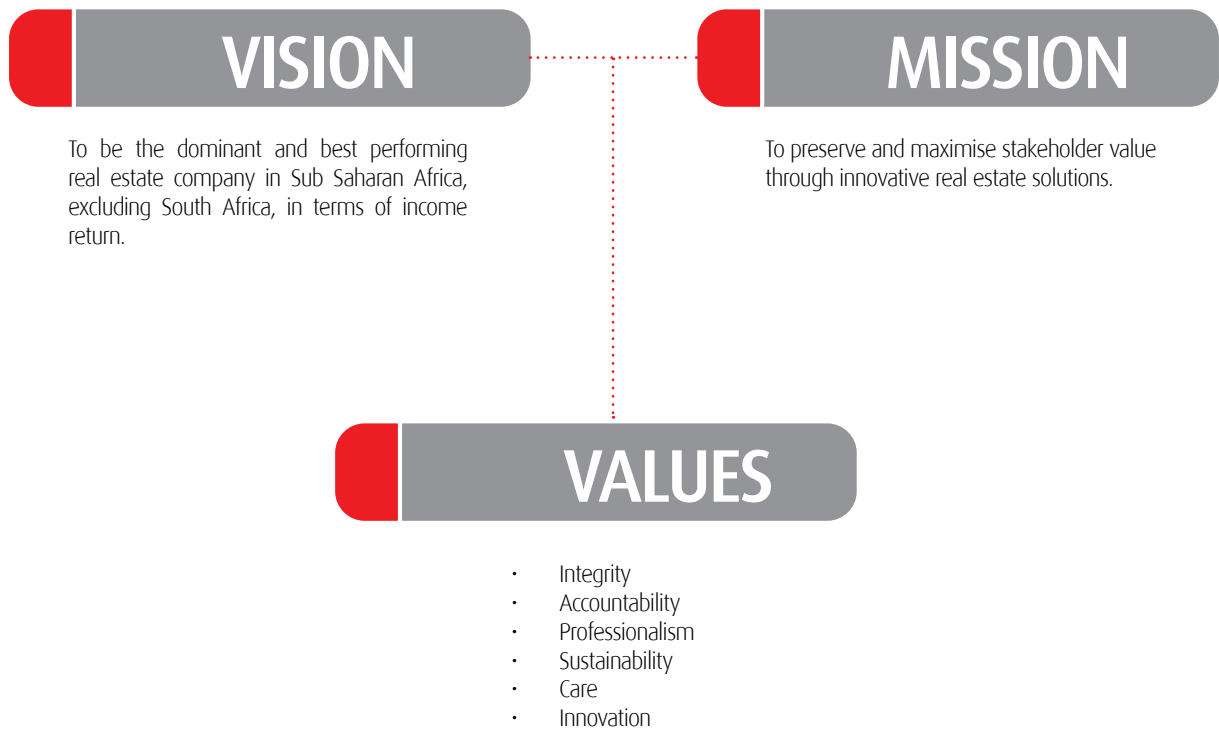 VISION
To be the dominant and best performing
real estate company in Sub Saharan Africa,
excluding South Africa, in terms of income
return.
MISSION
To preserve and maximise stakeholder value
through innovative real estate solutions.
VALUES
• Integrity
• Accountability
• Professionalism
• Sustainability
• Care
• Innovation